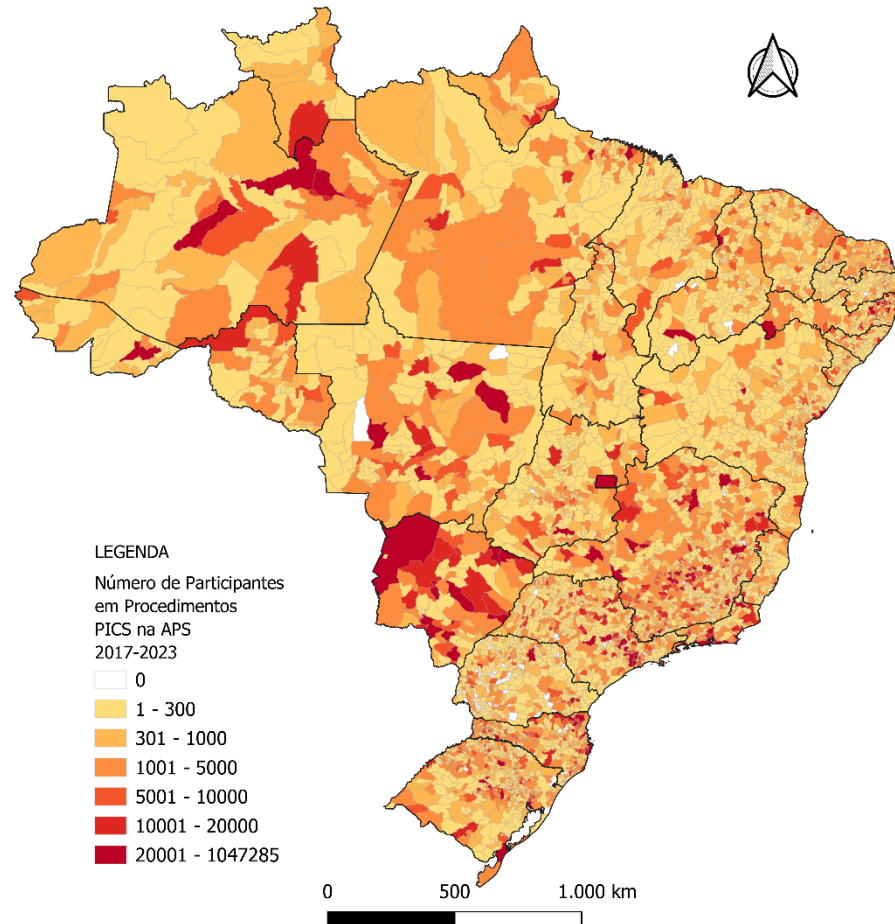 LEGENDA
Número de Participantes
em Procedimentos
PICS na APS
2017-2023
0
1 - 300
301 - 1000
1001 - 5000
5001 - 10000
10001 - 20000
20001 - 1047285
0 500 1.000 km